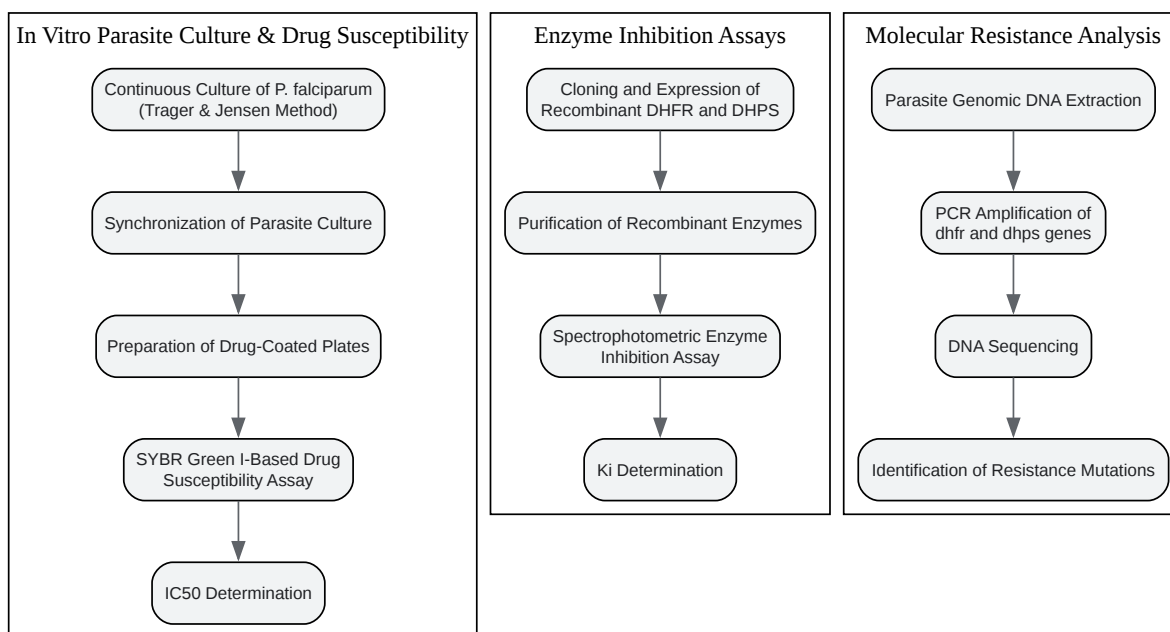 In Vitro Parasite Culture & Drug Susceptibility
Continuous Culture of P. falciparum
(Trager & Jensen Method)
Synchronization of Parasite Culture
Preparation of Drug-Coated Plates
SYBR Green I-Based Drug
Susceptibility Assay
IC50 Determination
Enzyme Inhibition Assays
Cloning and Expression of
Recombinant DHFR and DHPS
Purification of Recombinant Enzymes
Spectrophotometric Enzyme
Inhibition Assay
Ki Determination
Molecular Resistance Analysis
Parasite Genomic DNA Extraction
PCR Amplification of
dhfr and dhps genes
DNA Sequencing
Identification of Resistance Mutations